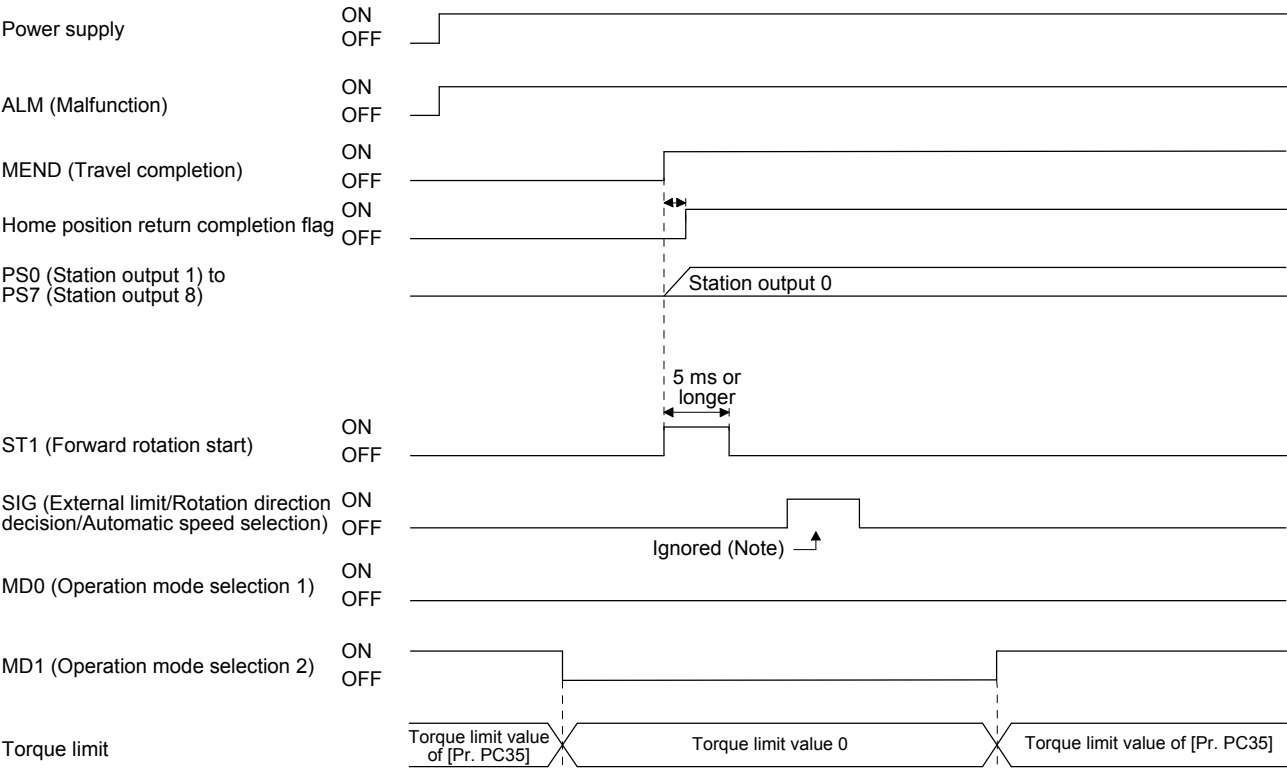 Power supply
ON
OFF
ALM (Malfunction)
ON
OFF
MEND (Travel completion)
ON
OFF
Home position return completion flag
ON
OFF
PS0 (Station output 1) to
PS7 (Station output 8)
Station output 0
5 ms or
longer
ST1 (Forward rotation start)
ON
OFF
SIG (External limit/Rotation direction
decision/Automatic speed selection)
ON
OFF
Ignored (Note)
MD0 (Operation mode selection 1)
ON
OFF
MD1 (Operation mode selection 2)
ON
OFF
Torque limit
Torque limit value
of [Pr. PC35]
Torque limit value 0
Torque limit value of [Pr. PC35]